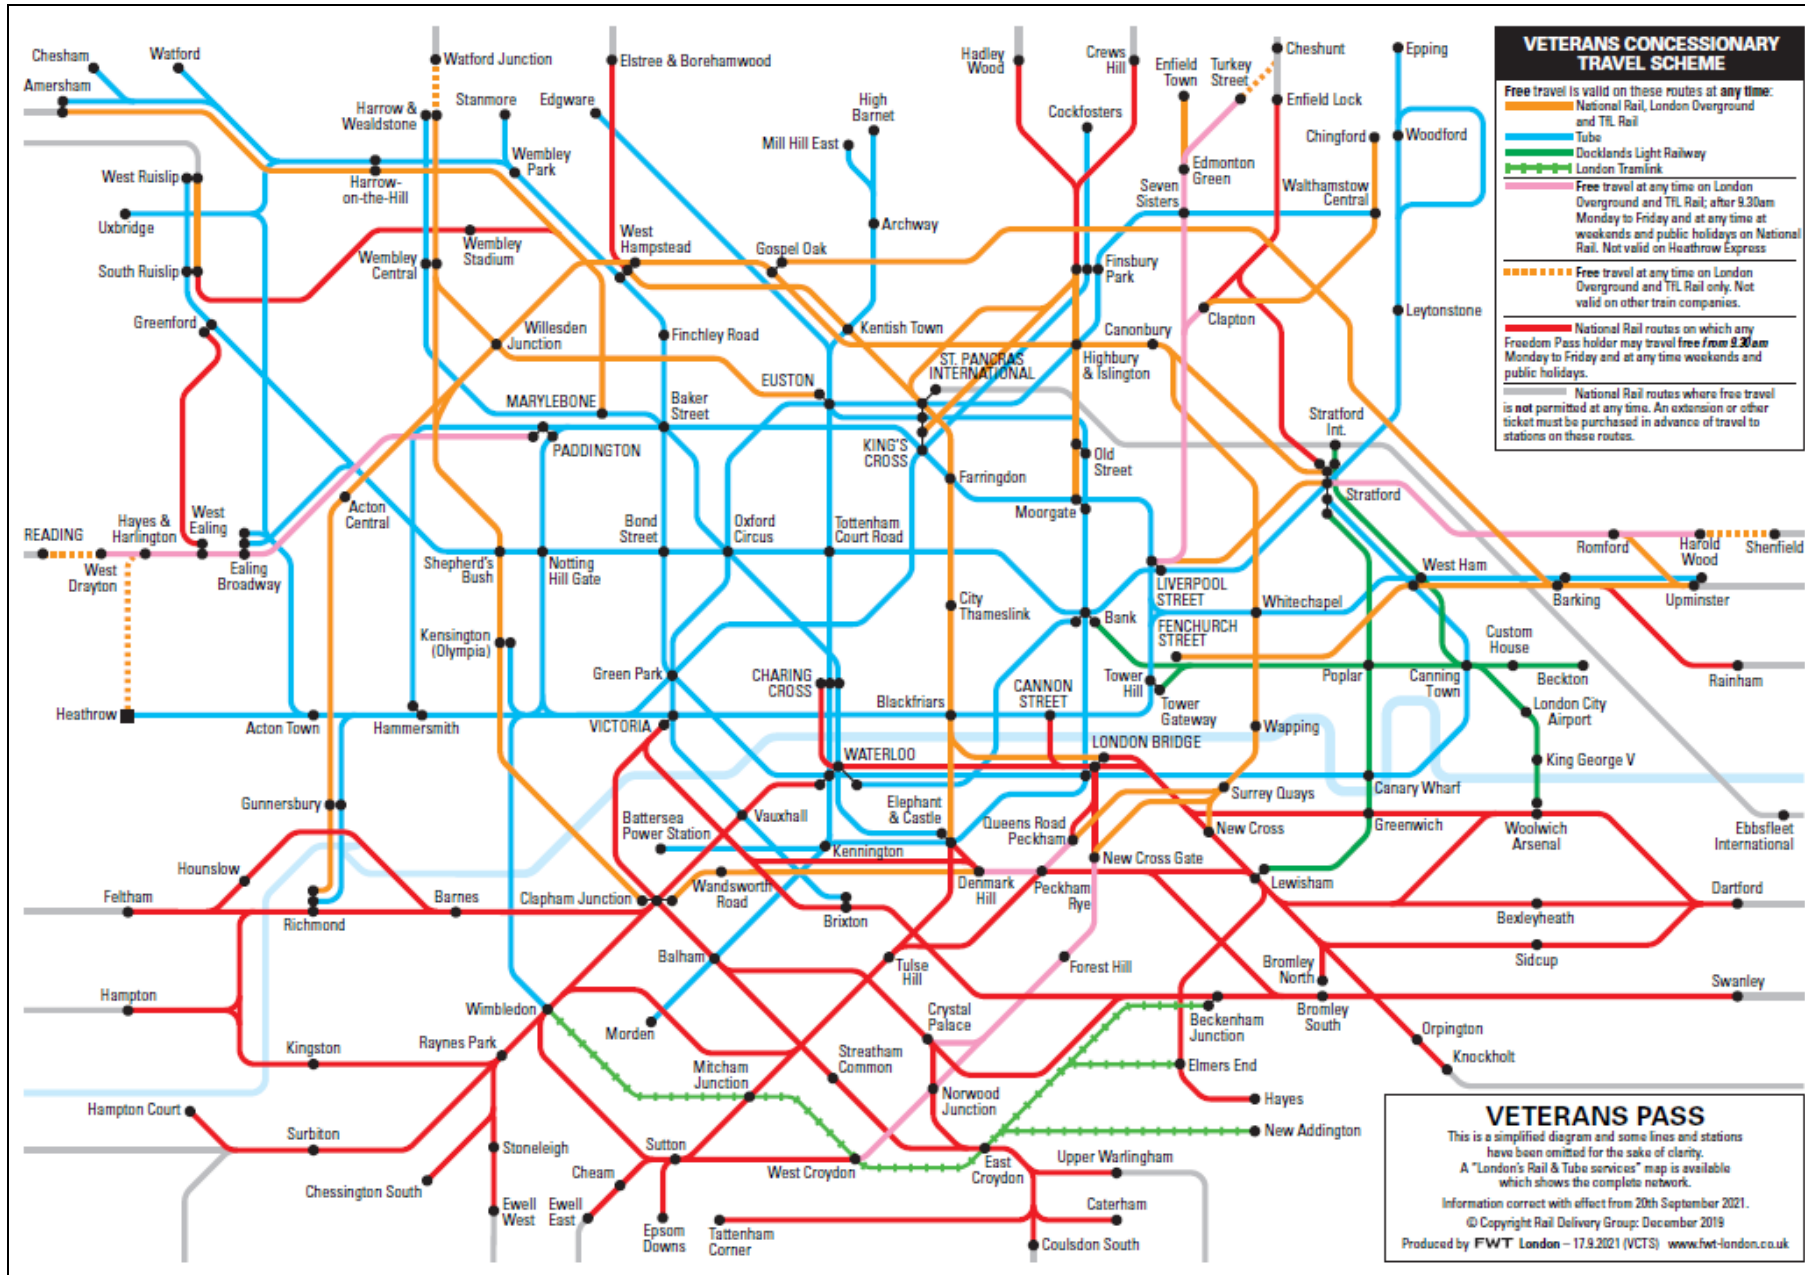 Chesham
Watford
Amersham
Watford Junction
Elstree & Borehamwood
Hadley
Wood
Crews
Hill
Cheshunt
Epping
Enfield
Town
Turkey
Street
Harrow &
Wealdstone
Stanmore
Edgware
High
Barnet
Cockfosters
Enfield Lock
Mill Hill East
Chingford
Woodford
West Ruislip
Harrow-
on-the-Hill
Wembley
Park
Edmonton
Green
Seven
Sisters
Walthamstow
Central
Uxbridge
Wembley
Stadium
West
Hampstead
Archway
Gospel Oak
South Ruislip
Wembley
Central
Finsbury
Park
Greenford
Willesden
Junction
Finchley Road
Kentish Town
Canonbury
Clapton
Leytonstone
ST. PANCRAS
INTERNATIONAL
Highbury
& Islington
EUSTON
MARYLEBONE
Baker
Street
Stratford
Int.
PADDINGTON
KING'S
CROSS
Old
Street
Farringdon
Stratford
Acton
Central
Moorgate
READING
Hayes &
Harlington
West
Ealing
West
Drayton
Ealing
Broadway
Shepherd's
Bush
Notting
Hill Gate
Bond
Street
Oxford
Circus
Tottenham
Court Road
Romford
Harold
Wood
Shenfield
LIVERPOOL
STREET
West Ham
Barking
Upminster
City
Thameslink
Bank
Whitechapel
FENCHURCH
STREET
Kensington
(Olympia)
Custom
House
Green Park
CHARING
CROSS
CANNON
STREET
Tower
Hill
Tower
Gateway
Poplar
Canning
Town
Beckton
Rainham
Heathrow
Acton Town
Hammersmith
VICTORIA
Blackfriars
Wapping
London City
Airport
WATERLOO
LONDON BRIDGE
King George V
Gunnersbury
Battersea
Power Station
Vauxhall
Elephant
& Castle
Queens Road
Peckham
Surrey Quays
Canary Wharf
New Cross
Greenwich
Woolwich
Arsenal
Ebbsfleet
International
Hounslow
Kennington
New Cross Gate
Feltham
Richmond
Barnes
Clapham Junction
Wandsworth
Road
Brixton
Denmark
Hill
Peckham
Rye
Lewisham
Bexleyheath
Dartford
Balham
Tulse
Hill
Forest Hill
Bromley
North
Sidcup
Hampton
Wimbledon
Morden
Crystal
Palace
Beckenham
Junction
Bromley
South
Swanley
Kingston
Raynes Park
Mitcham
Junction
Streatham
Common
Norwood
Junction
Elmers End
Orpington
Knockholt
Hampton Court
Surbiton
Hayes
New Addington
Stoneleigh
Chessington South
Cheam
Sutton
West Croydon
East
Croydon
Upper Warlingham
Ewell
West
Ewell
East
Epsom
Downs
Tattenham
Corner
Caterham
Coulsdon South
VETERANS CONCESSIONARY
TRAVEL SCHEME
Free travel is valid on these routes at any time:
National Rail, London Overground
and TfL Rail
Tube
Docklands Light Railway
London Tramlink
Free travel at any time on London
Overground and TfL Rail; after 9.30am
Monday to Friday and at any time at
weekends and public holidays on National
Rail. Not valid on Heathrow Express
Free travel at any time on London
Overground and TfL Rail only. Not
valid on other train companies.
National Rail routes on which any
Freedom Pass holder may travel free from 9.30am
Monday to Friday and at any time weekends and
public holidays.
National Rail routes where free travel
is not permitted at any time. An extension or other
ticket must be purchased in advance of travel to
stations on these routes.
VETERANS PASS
This is a simplified diagram and some lines and stations
have been omitted for the sake of clarity.
A "London's Rail & Tube services" map is available
which shows the complete network.
Information correct with effect from 20th September 2021.
© Copyright Rail Delivery Group: December 2019
Produced by FWT London – 17.9.2021 (VCTS) www.fwt-london.co.uk